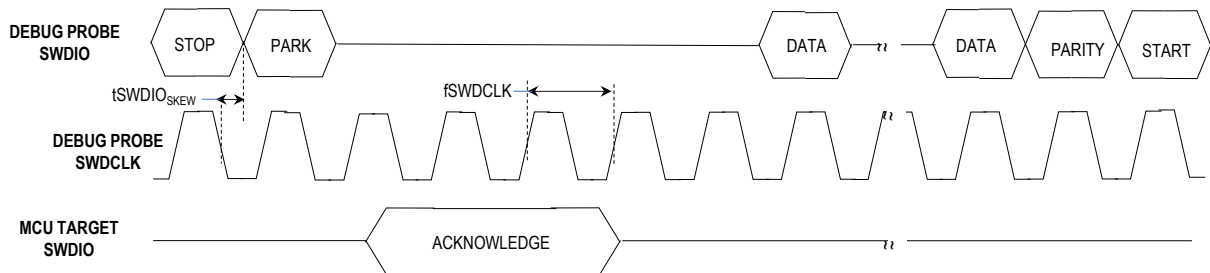 DEBUG PROBE
SWDIO
STOP
PARK
DATA
DATA
PARITY
START
tSWDIOSKEW
fSWDCLK
DEBUG PROBE
SWDCLK
MCU TARGET
SWDIO
ACKNOWLEDGE